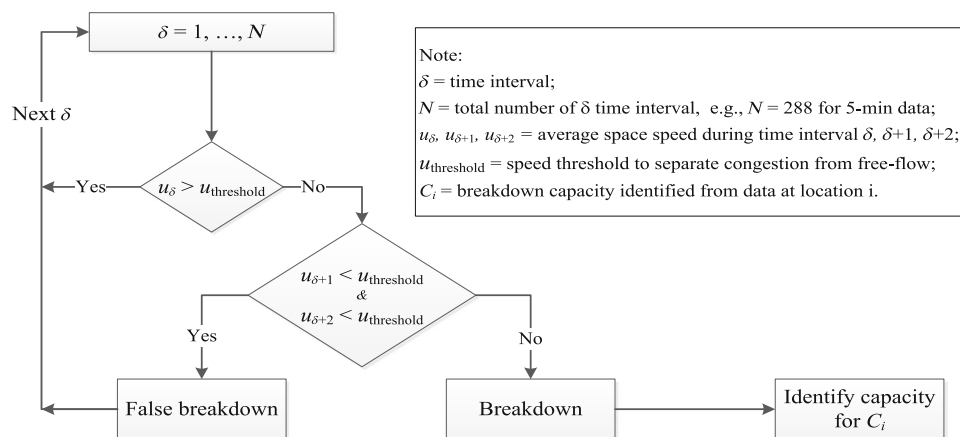 δ = 1, …, N
Note:
δ = time interval;
N = total number of δ time interval, e.g., N = 288 for 5-min data;
uδ, uδ+1, uδ+2 = average space speed during time interval δ, δ+1, δ+2;
uthreshold = speed threshold to separate congestion from free-flow;
Ci = breakdown capacity identified from data at location i.
Next δ
Yes
uδ > uthreshold
No
uδ+1 < uthreshold
&
uδ+2 < uthreshold
Yes
No
False breakdown
Breakdown
Identify capacity
for Ci